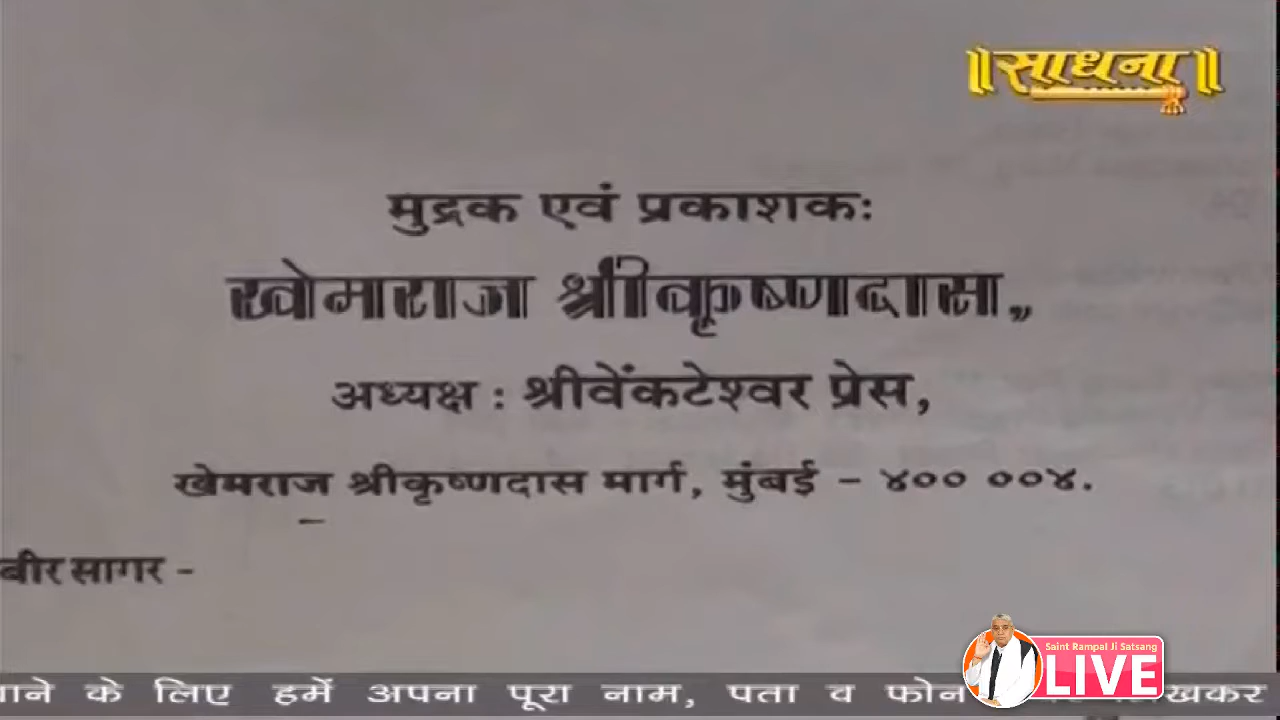 ॥साधना॥
मुद्रक एवं प्रकाशकः
खेमराज श्रीकृष्णदास,
अध्यक्ष : श्रीवेंकटेश्वर प्रेस,
खेमराज श्रीकृष्णदास मार्ग, मुंबई - ४०० ००४.
बीर सागर -
Saint Rampal Ji Satsang
LIVE
के लिए हमें अपना पूरा नाम, पता व फोन